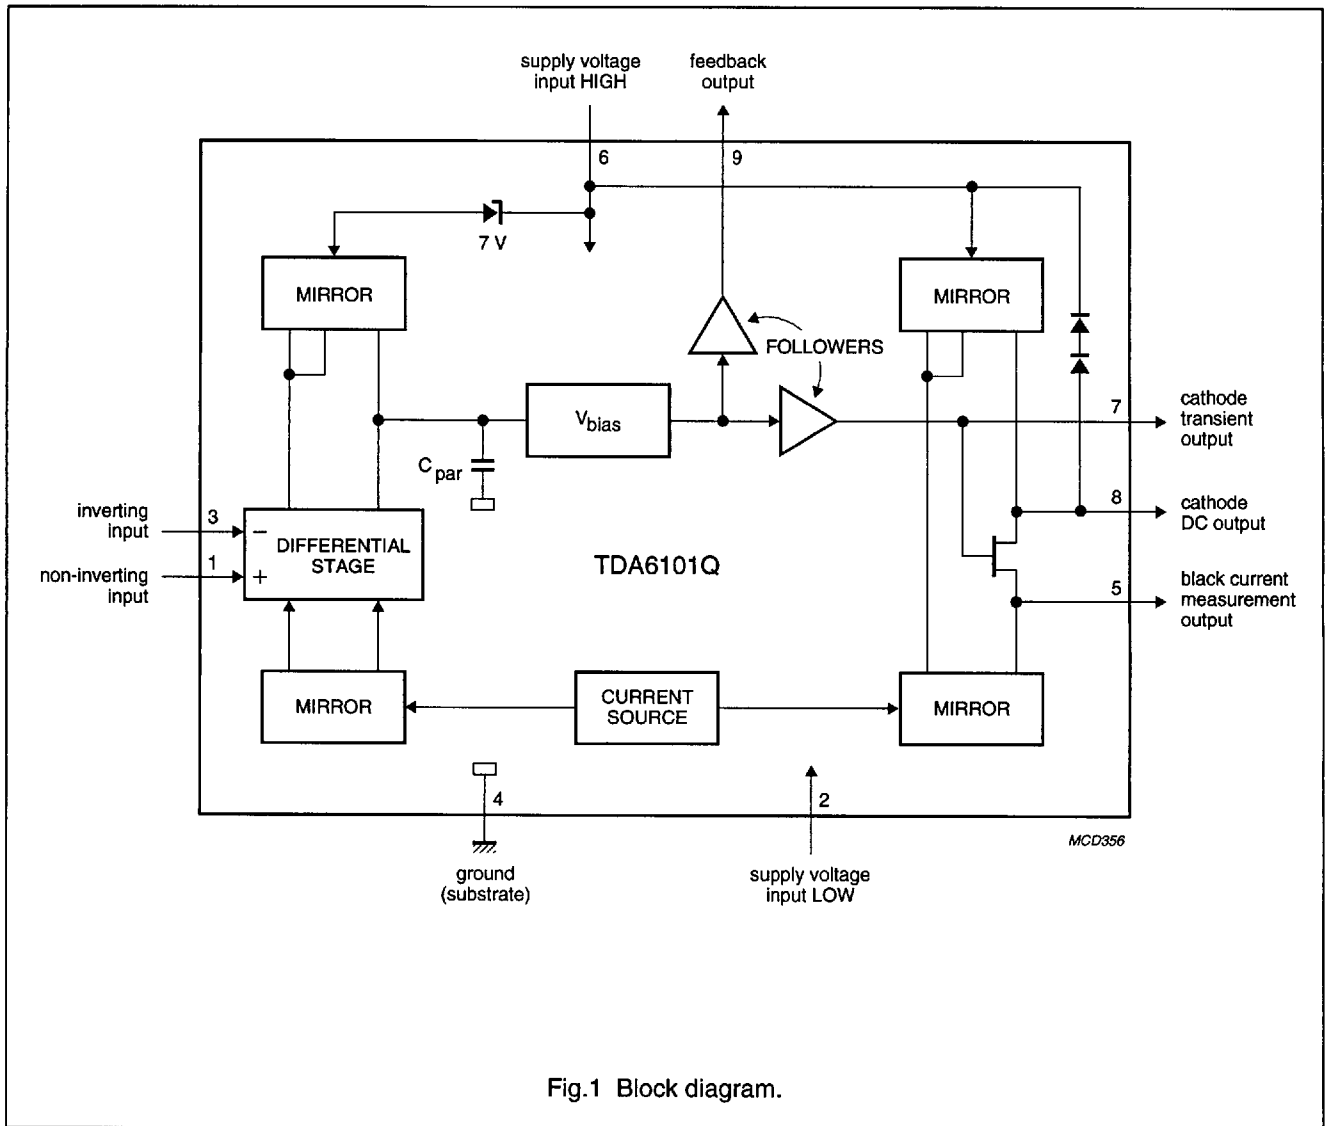 supply voltage
input HIGH
feedback
output
6
9
7 V
MIRROR
MIRROR
FOLLOWERS
Vbias
Cpar
7
cathode
transient
output
8
cathode
DC output
inverting
input
3
−
DIFFERENTIAL
STAGE
non-inverting
input
1
+
TDA6101Q
5
black current
measurement
output
MIRROR
CURRENT
SOURCE
MIRROR
4
2
MCD356
ground
(substrate)
supply voltage
input LOW
Fig.1 Block diagram.